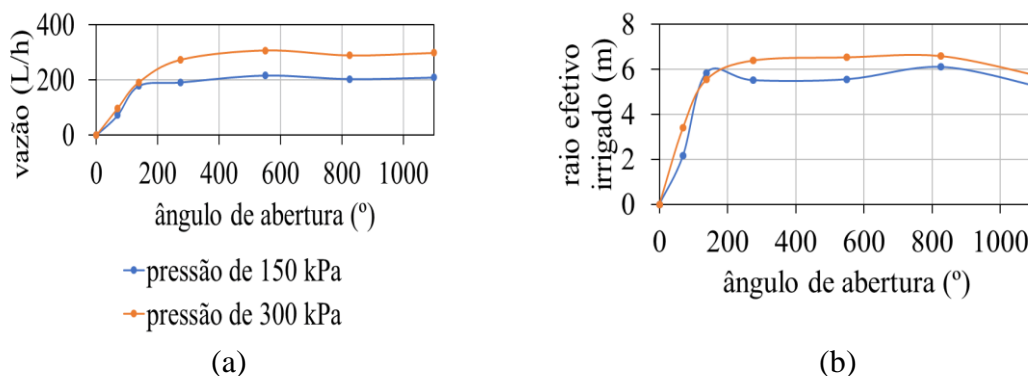 400
300
200
100
0
vazão (L/h)
0 200 400 600 800 1000
ângulo de abertura (º)
pressão de 150 kPa
pressão de 300 kPa
(a)
8
6
4
2
0
raio efetivo
irrigado (m)
0 200 400 600 800 1000
ângulo de abertura (º)
(b)